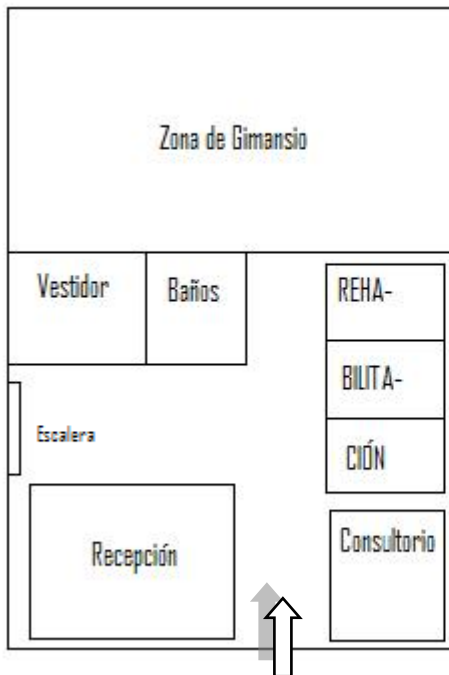 Zona de Gimansio
Vestidor
Baños
REHA-
BILITA-
CIÓN
Escalera
Recepción
Consultorio